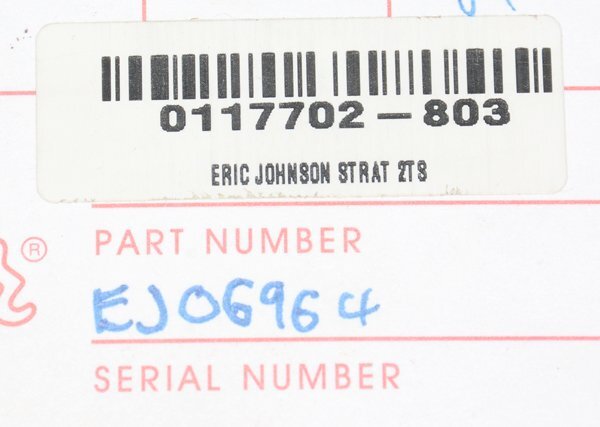 0117702-803
ERIC JOHNSON STRAT 2TS
®
PART NUMBER
EJ06964
SERIAL NUMBER